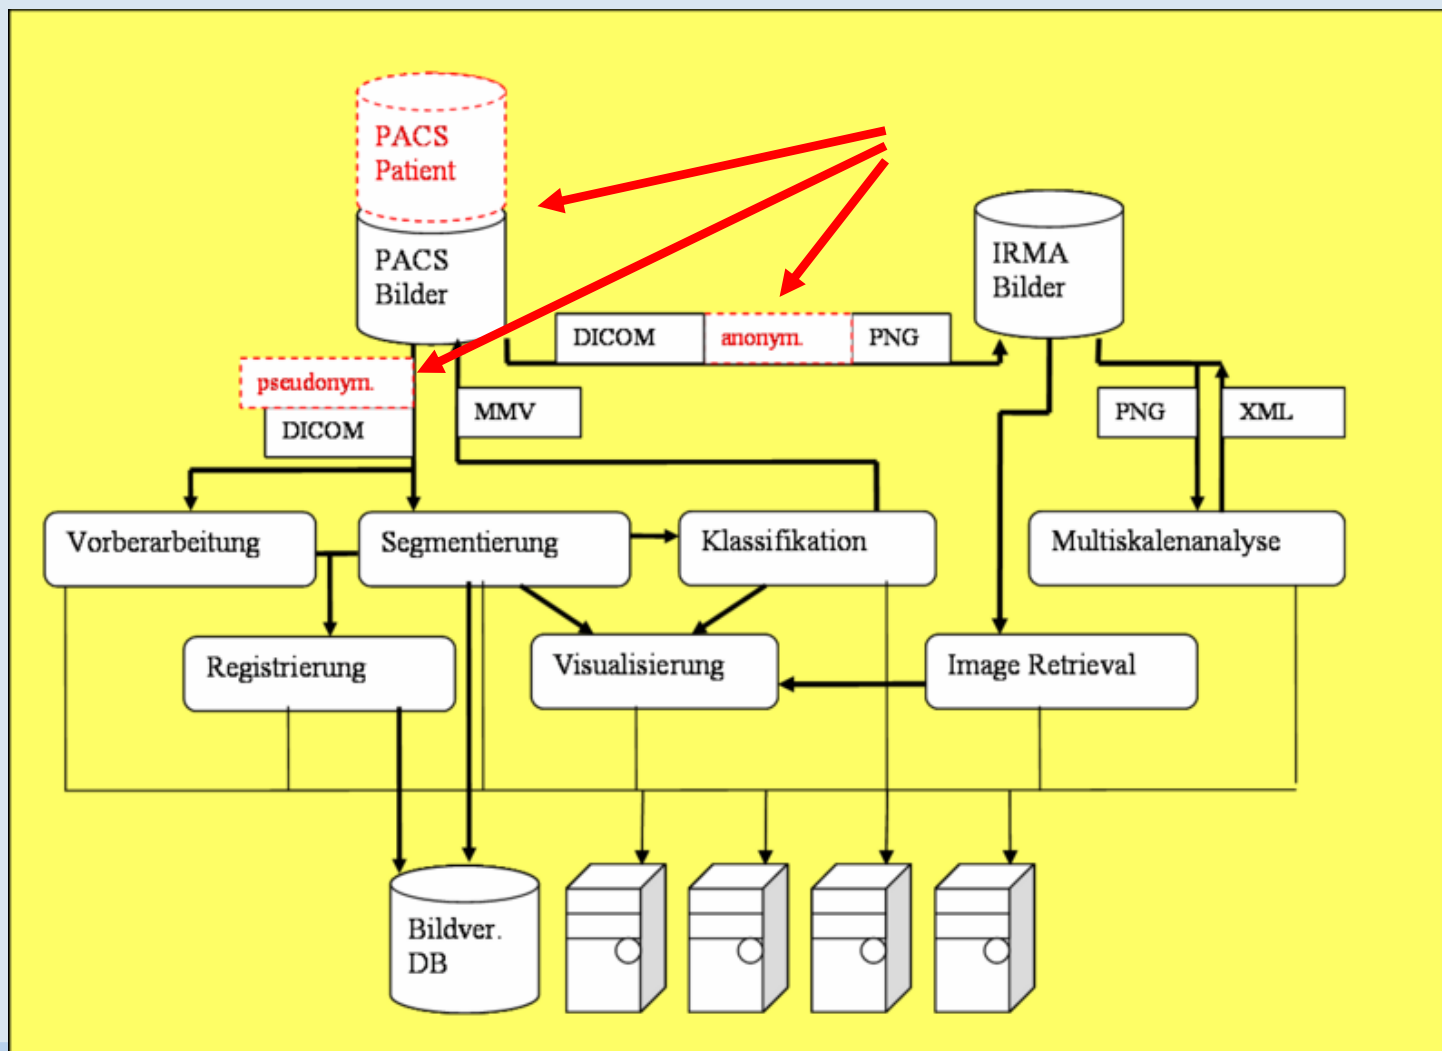 PACS
Patient
PACS
Bilder
IRMA
Bilder
DICOM
anonym.
PNG
pseudonym.
DICOM
MMV
PNG
XML
Vorberarbeitung
Segmentierung
Klassifikation
Multiskalenanalyse
Registrierung
Visualisierung
Image Retrieval
Bildver.
DB